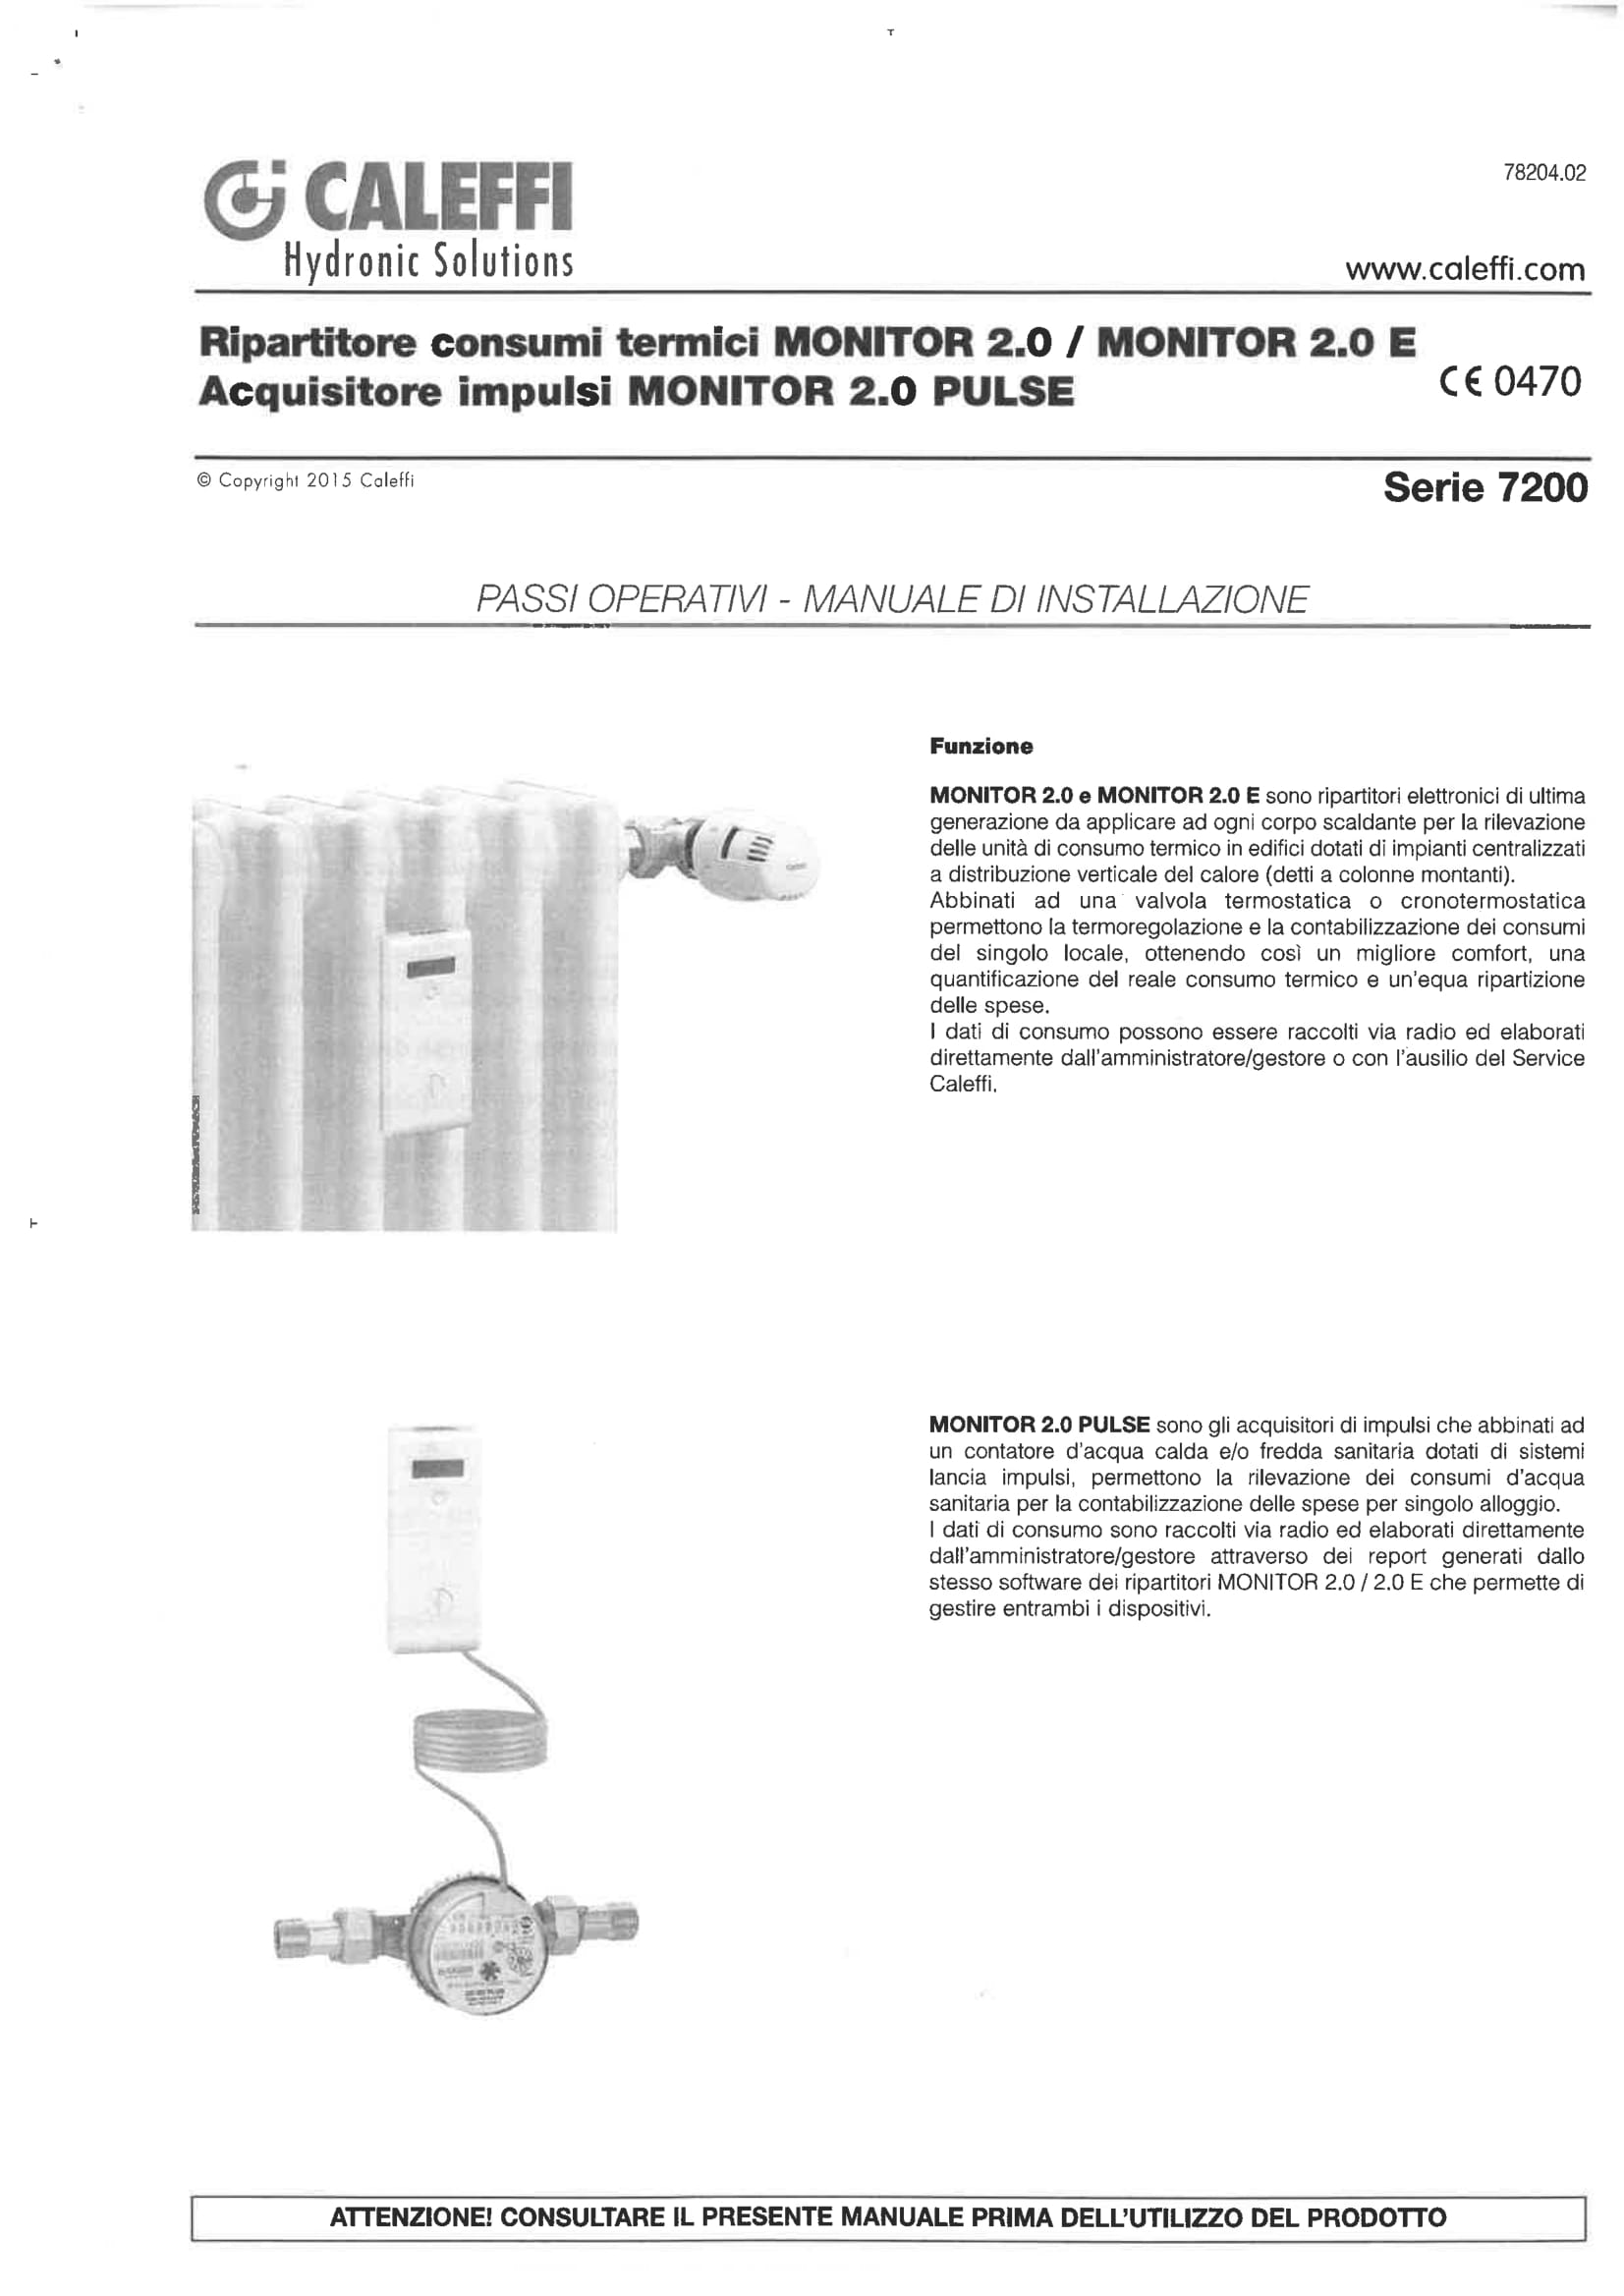 CALEFFI
Hydronic Solutions
78204.02
www.caleffi.com
Ripartitore consumi termici MONITOR 2.0 / MONITOR 2.0 E
Acquisitore impulsi MONITOR 2.0 PULSE
CE 0470
© Copyright 2015 Caleffi
Serie 7200
PASSI OPERATIVI - MANUALE DI INSTALLAZIONE
Funzione
MONITOR 2.0 e MONITOR 2.0 E sono ripartitori elettronici di ultima
generazione da applicare ad ogni corpo scaldante per la rilevazione
delle unità di consumo termico in edifici dotati di impianti centralizzati
a distribuzione verticale del calore (detti a colonne montanti).
Abbinati ad una valvola termostatica o cronotermostatica
permettono la termoregolazione e la contabilizzazione dei consumi
del singolo locale, ottenendo così un migliore comfort, una
quantificazione del reale consumo termico e un'equa ripartizione
delle spese.
I dati di consumo possono essere raccolti via radio ed elaborati
direttamente dall'amministratore/gestore o con l'ausilio del Service
Caleffi.
MONITOR 2.0 PULSE sono gli acquisitori di impulsi che abbinati ad
un contatore d'acqua calda e/o fredda sanitaria dotati di sistemi
lancia impulsi, permettono la rilevazione dei consumi d'acqua
sanitaria per la contabilizzazione delle spese per singolo alloggio.
I dati di consumo sono raccolti via radio ed elaborati direttamente
dall'amministratore/gestore attraverso dei report generati dallo
stesso software dei ripartitori MONITOR 2.0 / 2.0 E che permette di
gestire entrambi i dispositivi.
ATTENZIONE! CONSULTARE IL PRESENTE MANUALE PRIMA DELL'UTILIZZO DEL PRODOTTO